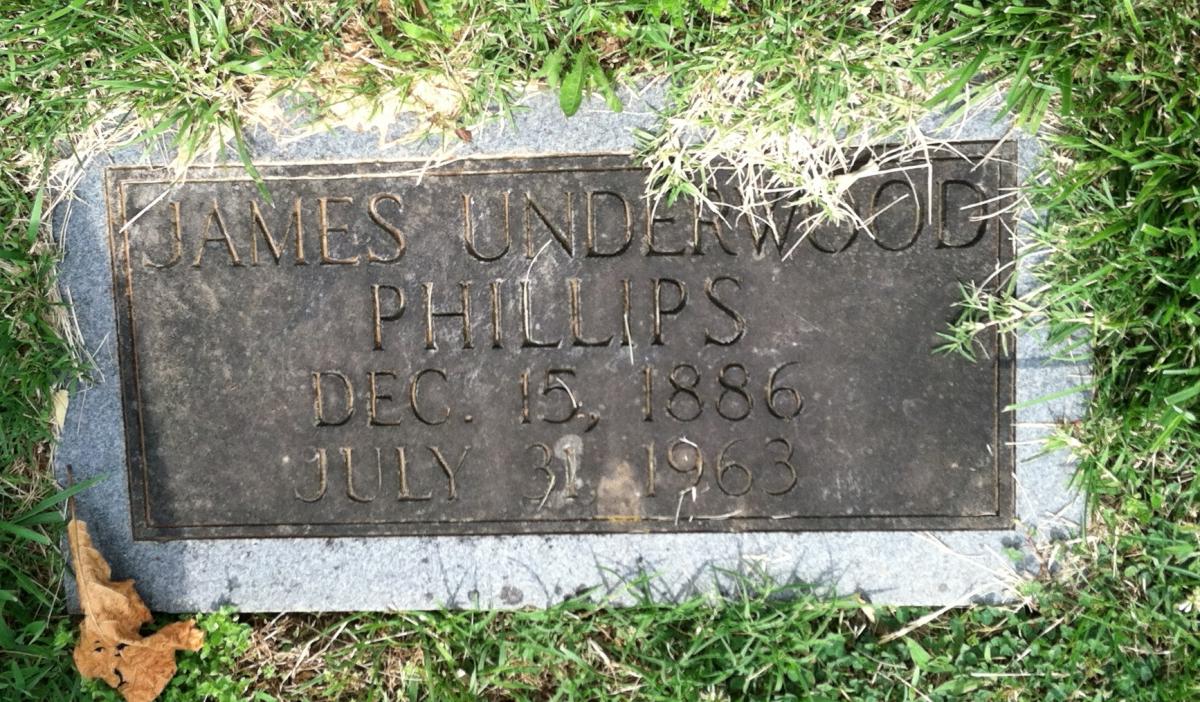 JAMES UNDERWOOD
PHILLIPS
DEC. 15, 1886
JULY 31, 1963